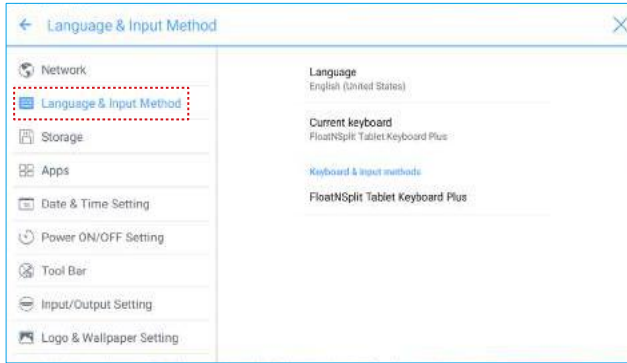 Language & Input Method
Network
Language & Input Method
Storage
Apps
Date & Time Setting
Power ON/OFF Setting
Tool Bar
Input/Output Setting
Logo & Wallpaper Setting
Language
English (United States)
Current keyboard
FloatNSplit Tablet Keyboard Plus
Keyboard & input methods
FloatNSplit Tablet Keyboard Plus